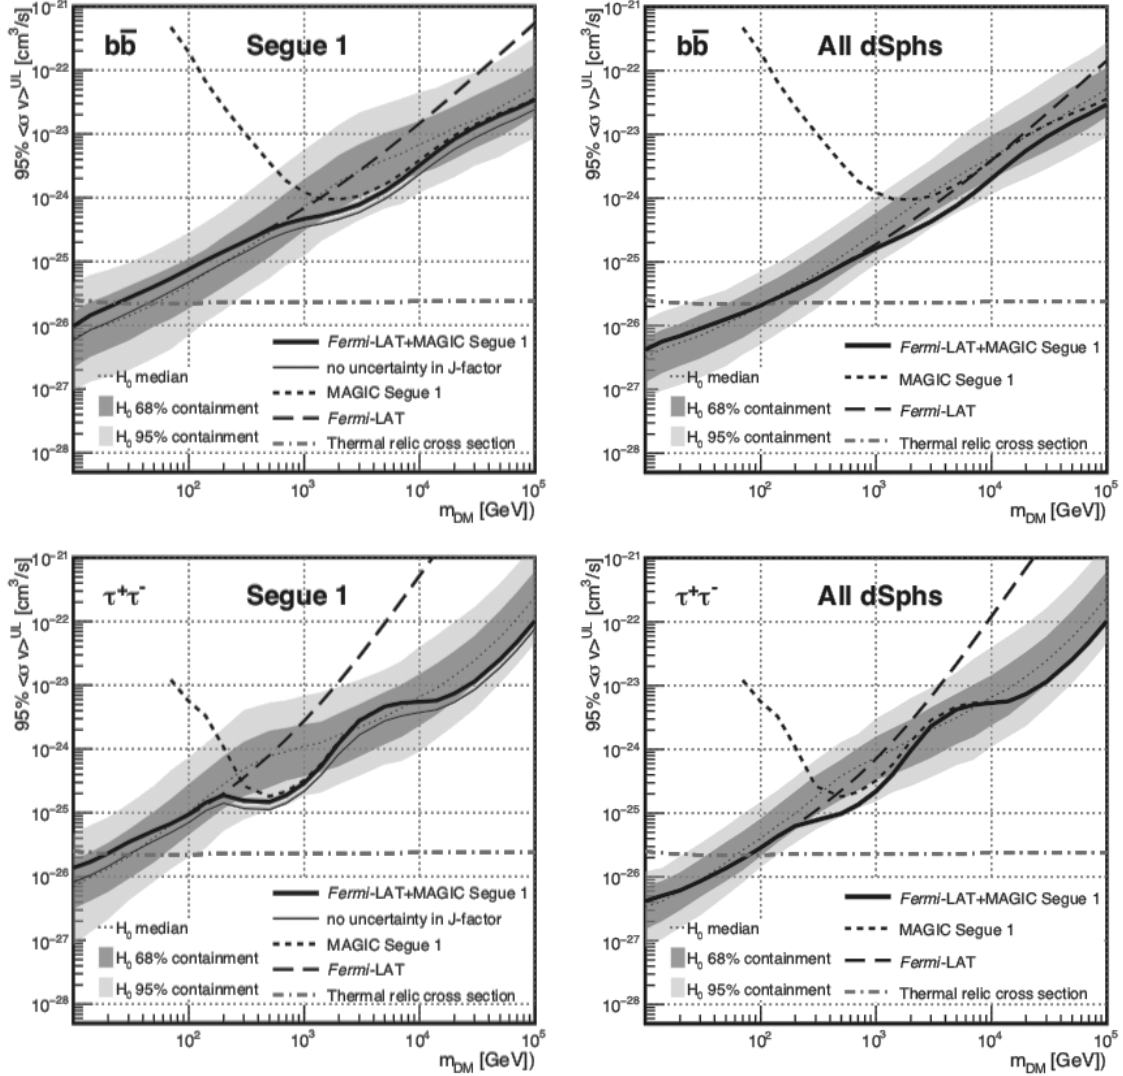 bb̅
Segue 1
95% <σ v>ᵁᴸ [cm³/s]
10⁻²¹
10⁻²²
10⁻²³
10⁻²⁴
10⁻²⁵
10⁻²⁶
10⁻²⁷
10⁻²⁸
Fermi-LAT+MAGIC Segue 1
no uncertainty in J-factor
MAGIC Segue 1
Fermi-LAT
Thermal relic cross section
H₀ median
H₀ 68% containment
H₀ 95% containment
10²
10³
10⁴
10⁵
m_DM [GeV])
bb̅
All dSphs
95% <σ v>ᵁᴸ [cm³/s]
10⁻²¹
10⁻²²
10⁻²³
10⁻²⁴
10⁻²⁵
10⁻²⁶
10⁻²⁷
10⁻²⁸
Fermi-LAT+MAGIC Segue 1
MAGIC Segue 1
Fermi-LAT
Thermal relic cross section
H₀ median
H₀ 68% containment
H₀ 95% containment
10²
10³
10⁴
10⁵
m_DM [GeV])
τ⁺τ⁻
Segue 1
95% <σ v>ᵁᴸ [cm³/s]
10⁻²¹
10⁻²²
10⁻²³
10⁻²⁴
10⁻²⁵
10⁻²⁶
10⁻²⁷
10⁻²⁸
Fermi-LAT+MAGIC Segue 1
no uncertainty in J-factor
MAGIC Segue 1
Fermi-LAT
Thermal relic cross section
H₀ median
H₀ 68% containment
H₀ 95% containment
10²
10³
10⁴
10⁵
m_DM [GeV])
τ⁺τ⁻
All dSphs
95% <σ v>ᵁᴸ [cm³/s]
10⁻²¹
10⁻²²
10⁻²³
10⁻²⁴
10⁻²⁵
10⁻²⁶
10⁻²⁷
10⁻²⁸
Fermi-LAT+MAGIC Segue 1
MAGIC Segue 1
Fermi-LAT
Thermal relic cross section
H₀ median
H₀ 68% containment
H₀ 95% containment
10²
10³
10⁴
10⁵
m_DM [GeV])